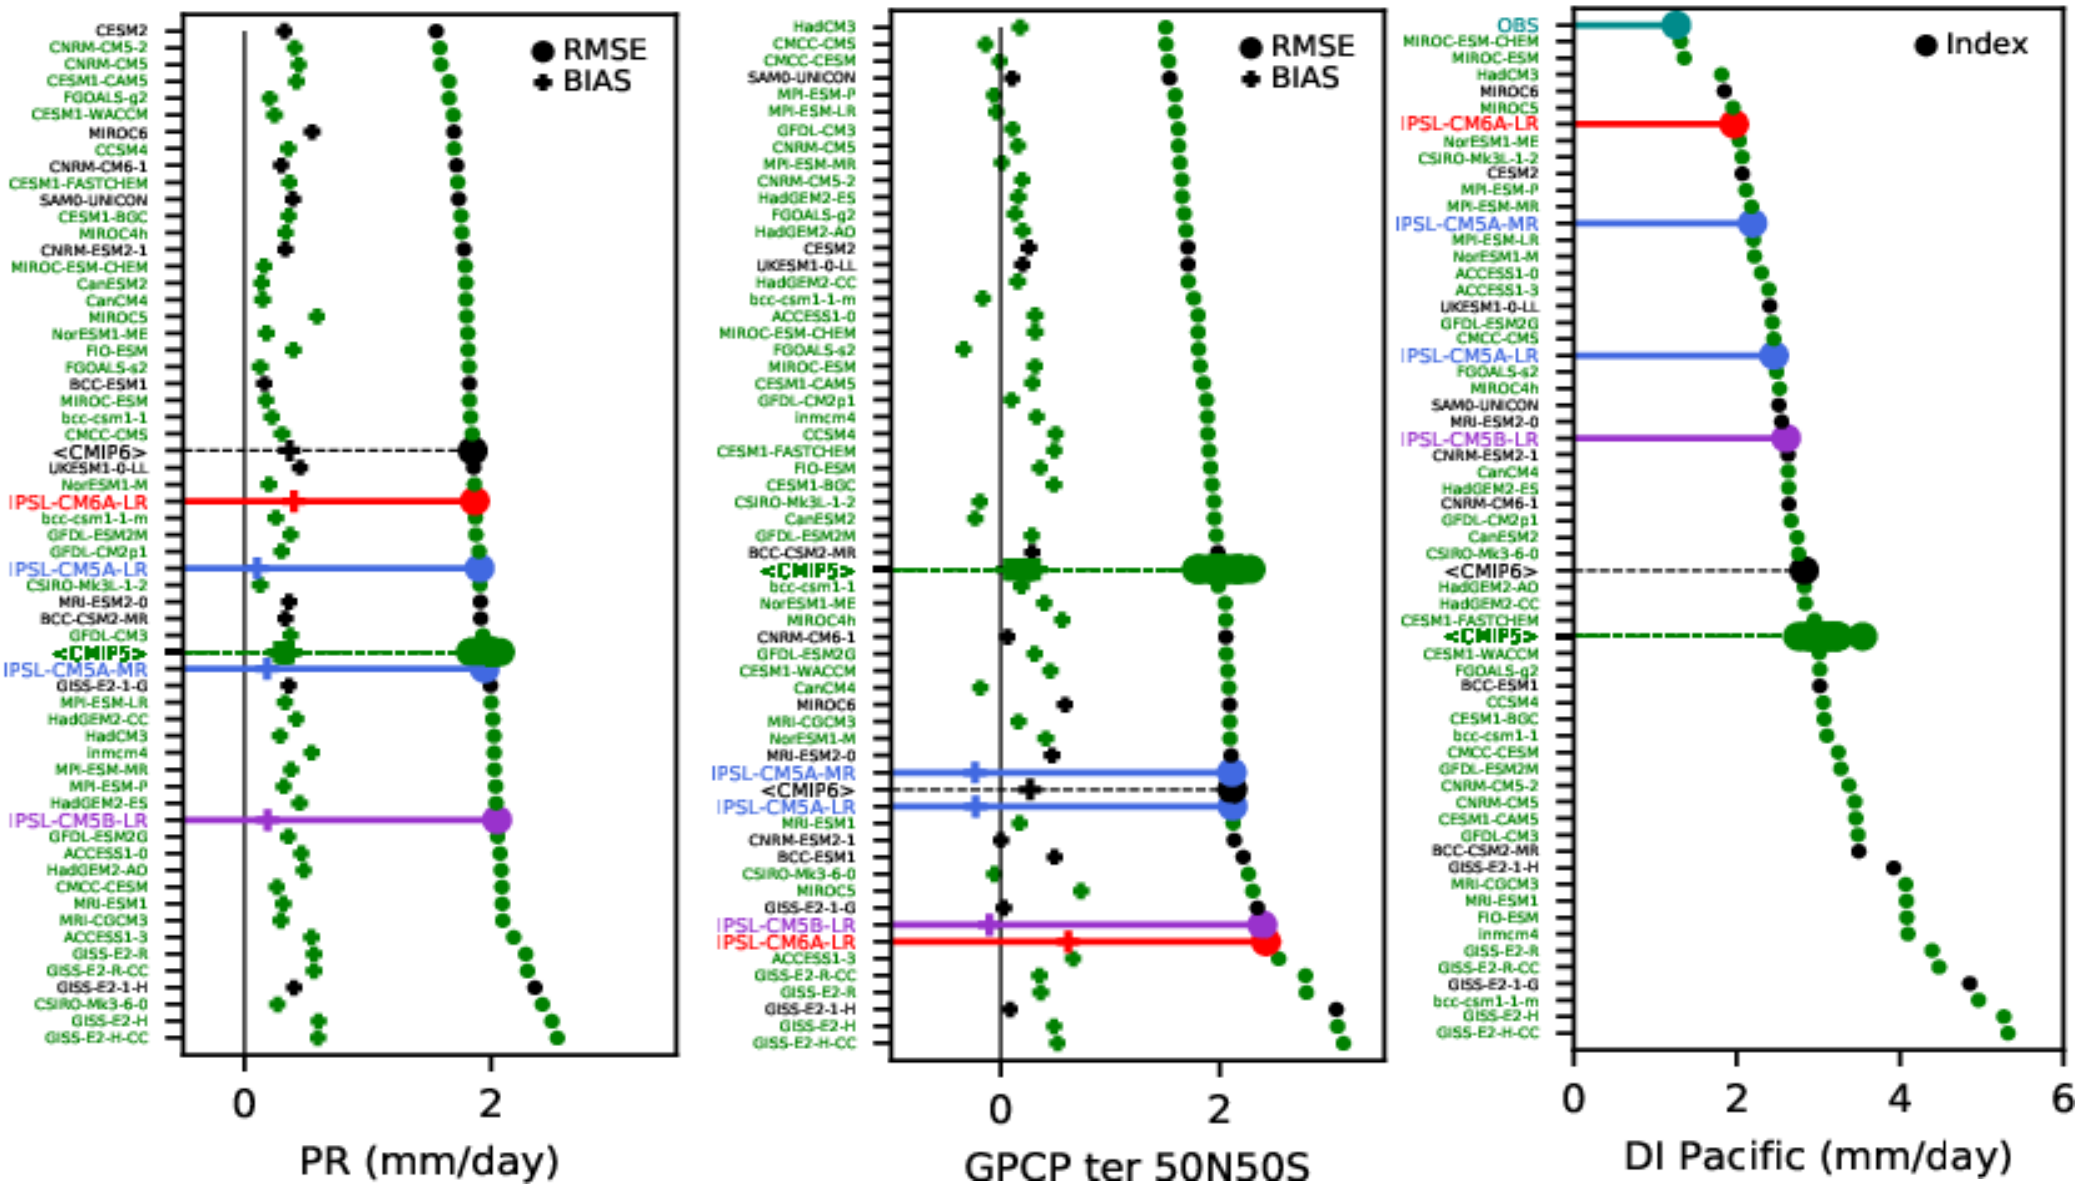 CESM2
CNRM-CM5-2
CNRM-CM5
CESM1-CAM5
FGOALS-g2
CESM1-WACCM
MIROC6
CCSM4
CNRM-CM6-1
CESM1-FASTCHEM
SAM0-UNICON
CESM1-BGC
MIROC4h
CNRM-ESM2-1
MIROC-ESM-CHEM
CanESM2
CanCM4
MIROC5
NorESM1-ME
FIO-ESM
FGOALS-s2
BCC-ESM1
MIROC-ESM
bcc-csm1-1
CMCC-CMS
<CMIP6>
UKESM1-0-LL
NorESM1-M
IPSL-CM6A-LR
bcc-csm1-1-m
GFDL-ESM2M
GFDL-CM2p1
IPSL-CM5A-LR
CSIRO-Mk3L-1-2
MRI-ESM2-0
BCC-CSM2-MR
GFDL-CM3
<CMIP5>
IPSL-CM5A-MR
GISS-E2-1-G
MPI-ESM-LR
HadGEM2-CC
HadCM3
inmcm4
MPI-ESM-MR
MPI-ESM-P
HadGEM2-ES
IPSL-CM5B-LR
GFDL-ESM2G
ACCESS1-0
HadGEM2-AO
CMCC-CESM
MRI-ESM1
MRI-CGCM3
ACCESS1-3
GISS-E2-R
GISS-E2-R-CC
GISS-E2-1-H
CSIRO-Mk3-6-0
GISS-E2-H
GISS-E2-H-CC
RMSE
BIAS
0
2
PR (mm/day)
HadCM3
CMCC-CMS
CMCC-CESM
SAM0-UNICON
MPI-ESM-P
MPI-ESM-LR
GFDL-CM3
CNRM-CM5
MPI-ESM-MR
CNRM-CM5-2
HadGEM2-ES
FGOALS-g2
HadGEM2-AO
CESM2
UKESM1-0-LL
HadGEM2-CC
bcc-csm1-1-m
ACCESS1-0
MIROC-ESM-CHEM
FGOALS-s2
MIROC-ESM
CESM1-CAM5
GFDL-CM2p1
inmcm4
CCSM4
CESM1-FASTCHEM
FIO-ESM
CESM1-BGC
CSIRO-Mk3L-1-2
CanESM2
GFDL-ESM2M
BCC-CSM2-MR
<CMIP5>
bcc-csm1-1
NorESM1-ME
MIROC4h
CNRM-CM6-1
GFDL-ESM2G
CESM1-WACCM
CanCM4
MIROC6
MRI-CGCM3
NorESM1-M
MRI-ESM2-0
IPSL-CM5A-MR
<CMIP6>
IPSL-CM5A-LR
MRI-ESM1
CNRM-ESM2-1
BCC-ESM1
CSIRO-Mk3-6-0
MIROC5
GISS-E2-1-G
IPSL-CM5B-LR
IPSL-CM6A-LR
ACCESS1-3
GISS-E2-R-CC
GISS-E2-R
GISS-E2-1-H
GISS-E2-H
GISS-E2-H-CC
RMSE
BIAS
0
2
GPCP ter 50N50S
OBS
MIROC-ESM-CHEM
MIROC-ESM
HadCM3
MIROC6
MIROC5
IPSL-CM6A-LR
NorESM1-ME
CSIRO-Mk3L-1-2
CESM2
MPI-ESM-P
MPI-ESM-MR
IPSL-CM5A-MR
MPI-ESM-LR
NorESM1-M
ACCESS1-0
ACCESS1-3
UKESM1-0-LL
GFDL-ESM2G
CMCC-CMS
IPSL-CM5A-LR
FGOALS-s2
MIROC4h
SAM0-UNICON
MRI-ESM2-0
IPSL-CM5B-LR
CNRM-ESM2-1
CanCM4
HadGEM2-ES
CNRM-CM6-1
GFDL-CM2p1
CanESM2
CSIRO-Mk3-6-0
<CMIP6>
HadGEM2-AO
HadGEM2-CC
CESM1-FASTCHEM
<CMIP5>
CESM1-WACCM
FGOALS-g2
BCC-ESM1
CCSM4
CESM1-BGC
bcc-csm1-1
CMCC-CESM
GFDL-ESM2M
CNRM-CM5-2
CNRM-CM5
CESM1-CAM5
GFDL-CM3
BCC-CSM2-MR
GISS-E2-1-H
MRI-CGCM3
MRI-ESM1
FIO-ESM
inmcm4
GISS-E2-R
GISS-E2-R-CC
GISS-E2-1-G
bcc-csm1-1-m
GISS-E2-H
GISS-E2-H-CC
Index
0
2
4
6
DI Pacific (mm/day)